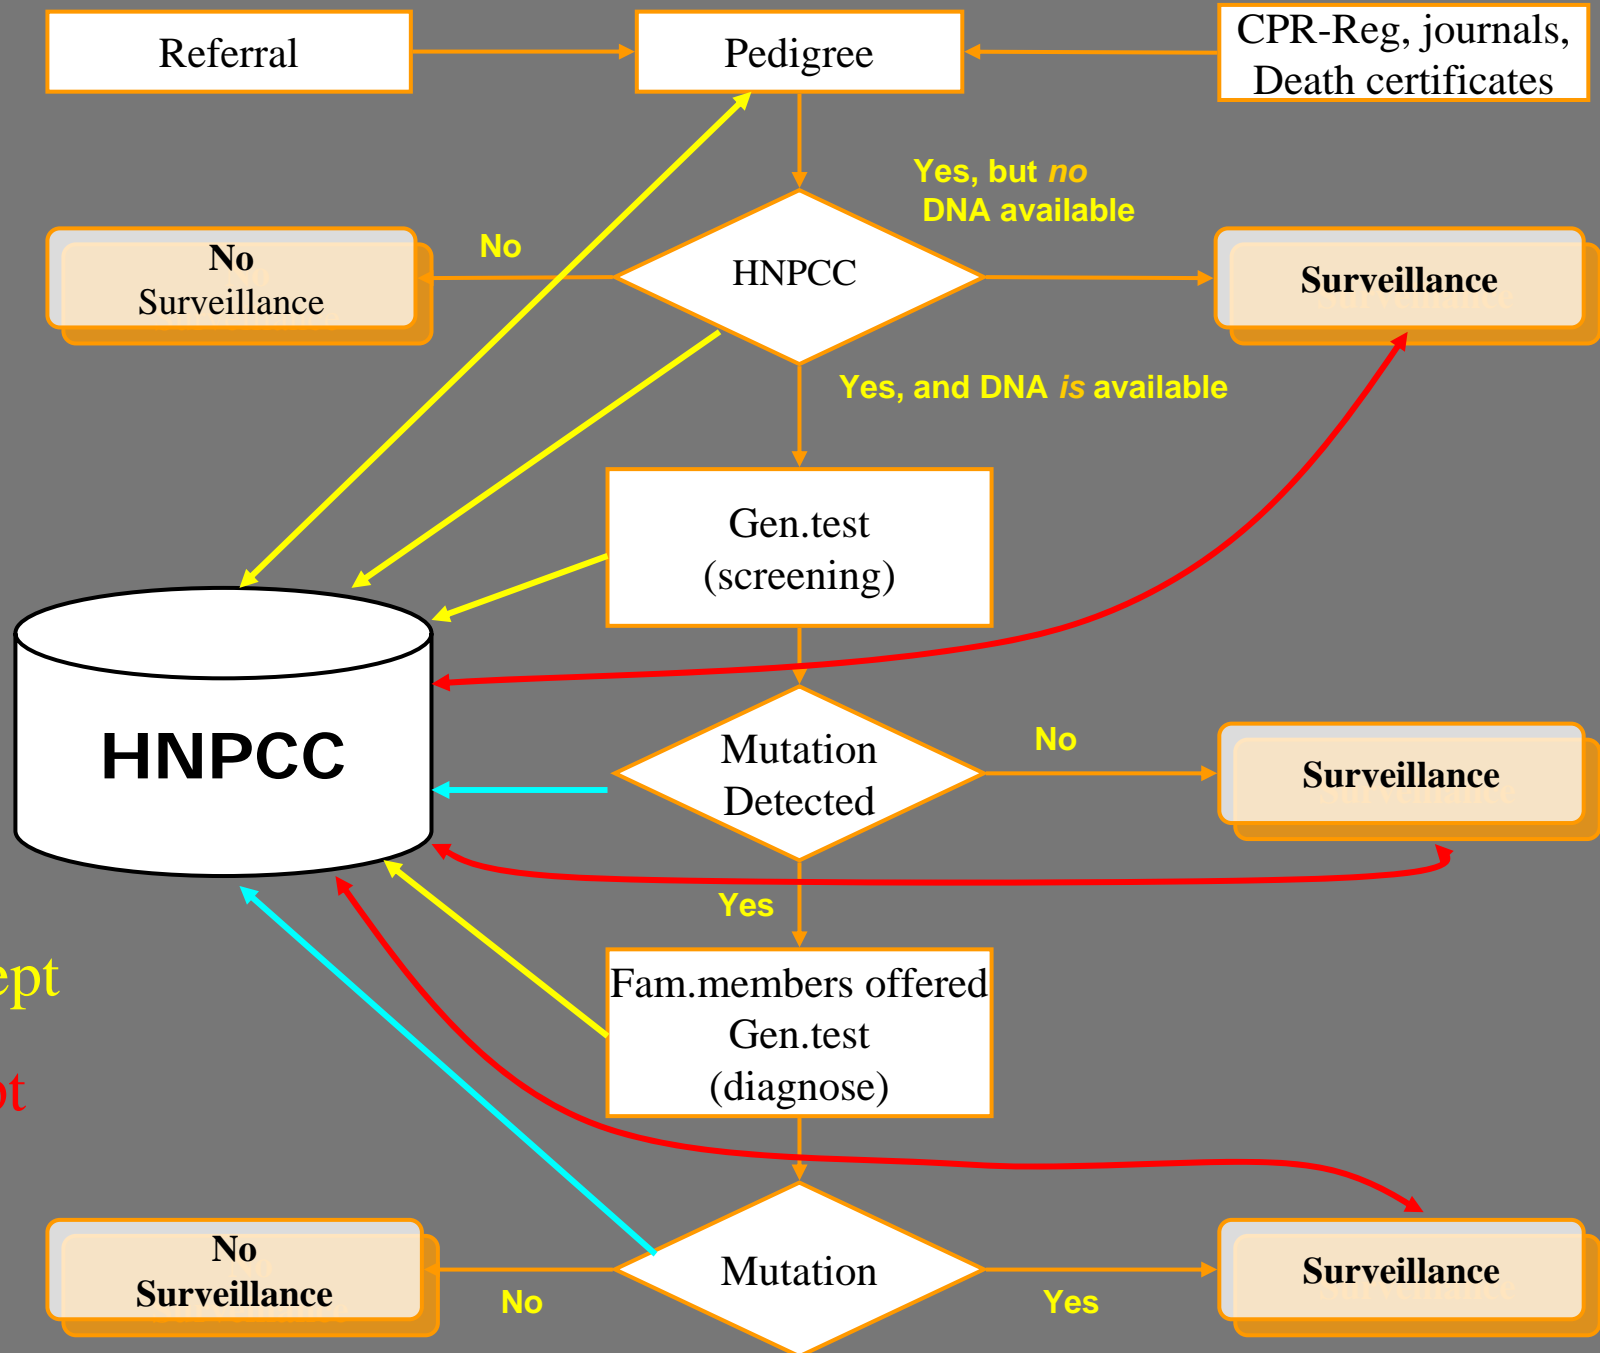 Referral
Pedigree
CPR-Reg, journals,
Death certificates
Yes, but no
DNA available
No
No
Surveillance
HNPCC
Surveillance
Yes, and DNA is available
Gen.test
(screening)
HNPCC
Mutation
Detected
No
Surveillance
Yes
ept
Fam.members offered
Gen.test
(diagnose)
pt
No
Surveillance
No
Mutation
Yes
Surveillance